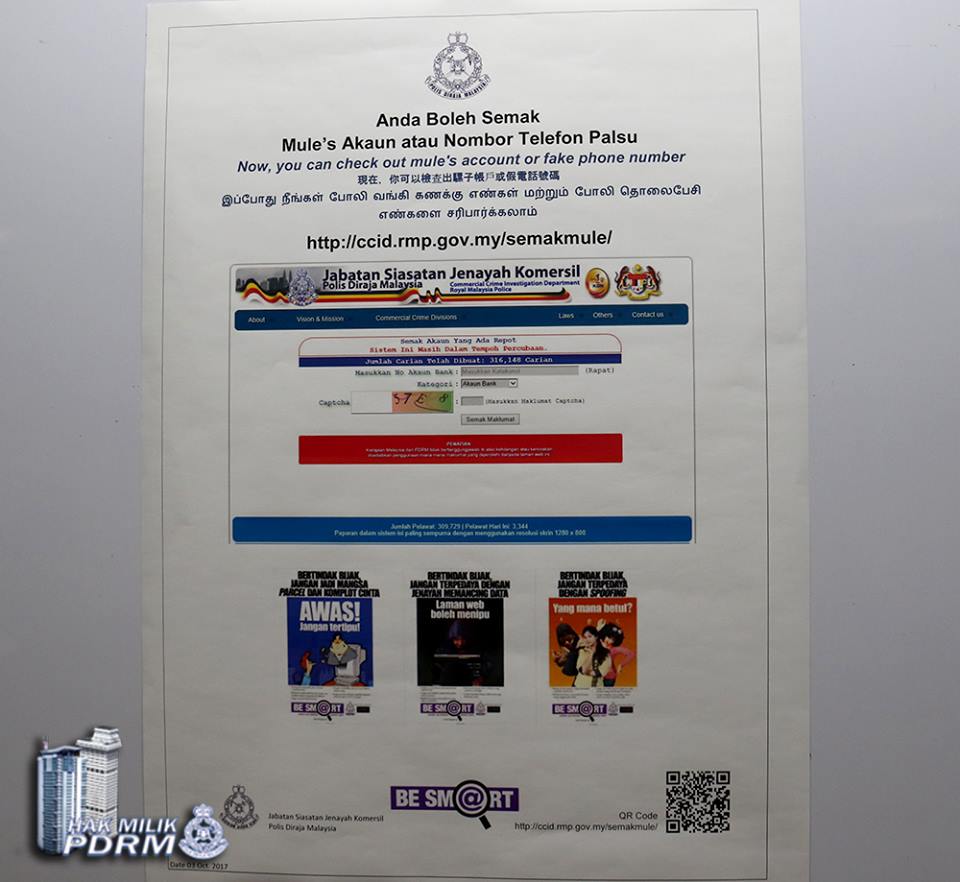 POLIS DIRAJA MALAYSIA
Anda Boleh Semak
Mule's Akaun atau Nombor Telefon Palsu
Now, you can check out mule's account or fake phone number
現在，你可以檢查出騾子帳戶或假電話號碼
இப்போது நீங்கள் போலி வங்கி கணக்கு எண்கள் மற்றும் போலி தொலைபேசி
எண்களை சரிபார்க்கலாம்
http://ccid.rmp.gov.my/semakmule/
Jabatan Siasatan Jenayah Komersil
Polis Diraja Malaysia
Commercial Crime Investigation Department
Royal Malaysia Police
About Vision & Mission Commercial Crime Divisions Laws Others Contact us
Semak Akaun Yang Ada Repot
Sistem Ini Masih Dalam Tempoh Percubaan.
Jumlah Carian Telah Dibuat: 316,148 Carian
Masukkan No Akaun Bank : Masukkan Katakunci (Rapat)
Kategori : Akaun Bank
Captcha : (Masukkan Maklumat Captcha)
Semak Maklumat
PENAFIAN
Jumlah Pelawat: 309,729 | Pelawat Hari Ini: 3,344
Paparan dalam sistem ini paling sempurna dengan menggunakan resolusi skrin 1280 x 800
BERTINDAK BIJAK,
JANGAN JADI MANGSA
PARCEL DAN KOMPLOT CINTA
AWAS!
Jangan tertipu!
BE SM@RT
BERTINDAK BIJAK,
JANGAN TERPEDAYA DENGAN
JENAYAH MEMANCING DATA
Laman web
boleh menipu
BE SM@RT
BERTINDAK BIJAK,
JANGAN TERPEDAYA
DENGAN SPOOFING
Yang mana betul?
BE SM@RT
Jabatan Siasatan Jenayah Komersil
Polis Diraja Malaysia
BE SM@RT
QR Code
http://ccid.rmp.gov.my/semakmule/
HAK MILIK
PDRM
Date 03 Oct. 2017